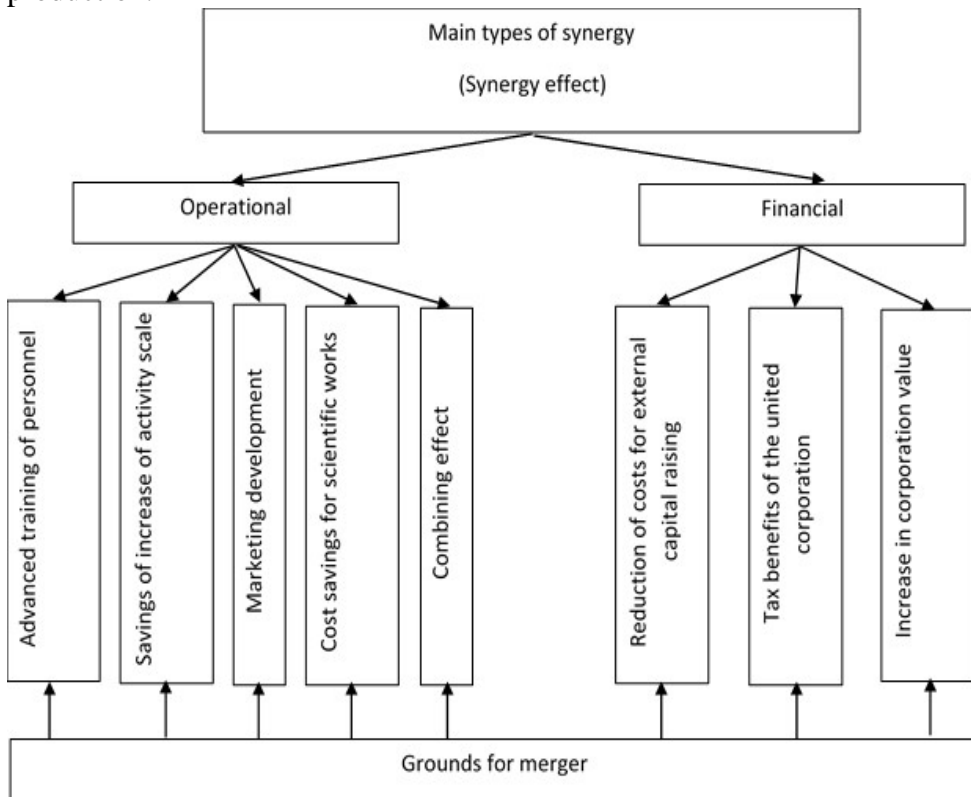 production.
Main types of synergy
(Synergy effect)
Operational
Financial
Advanced training of personnel
Savings of increase of activity scale
Marketing development
Cost savings for scientific works
Combining effect
Reduction of costs for external
capital raising
Tax benefits of the united
corporation
Increase in corporation value
Grounds for merger